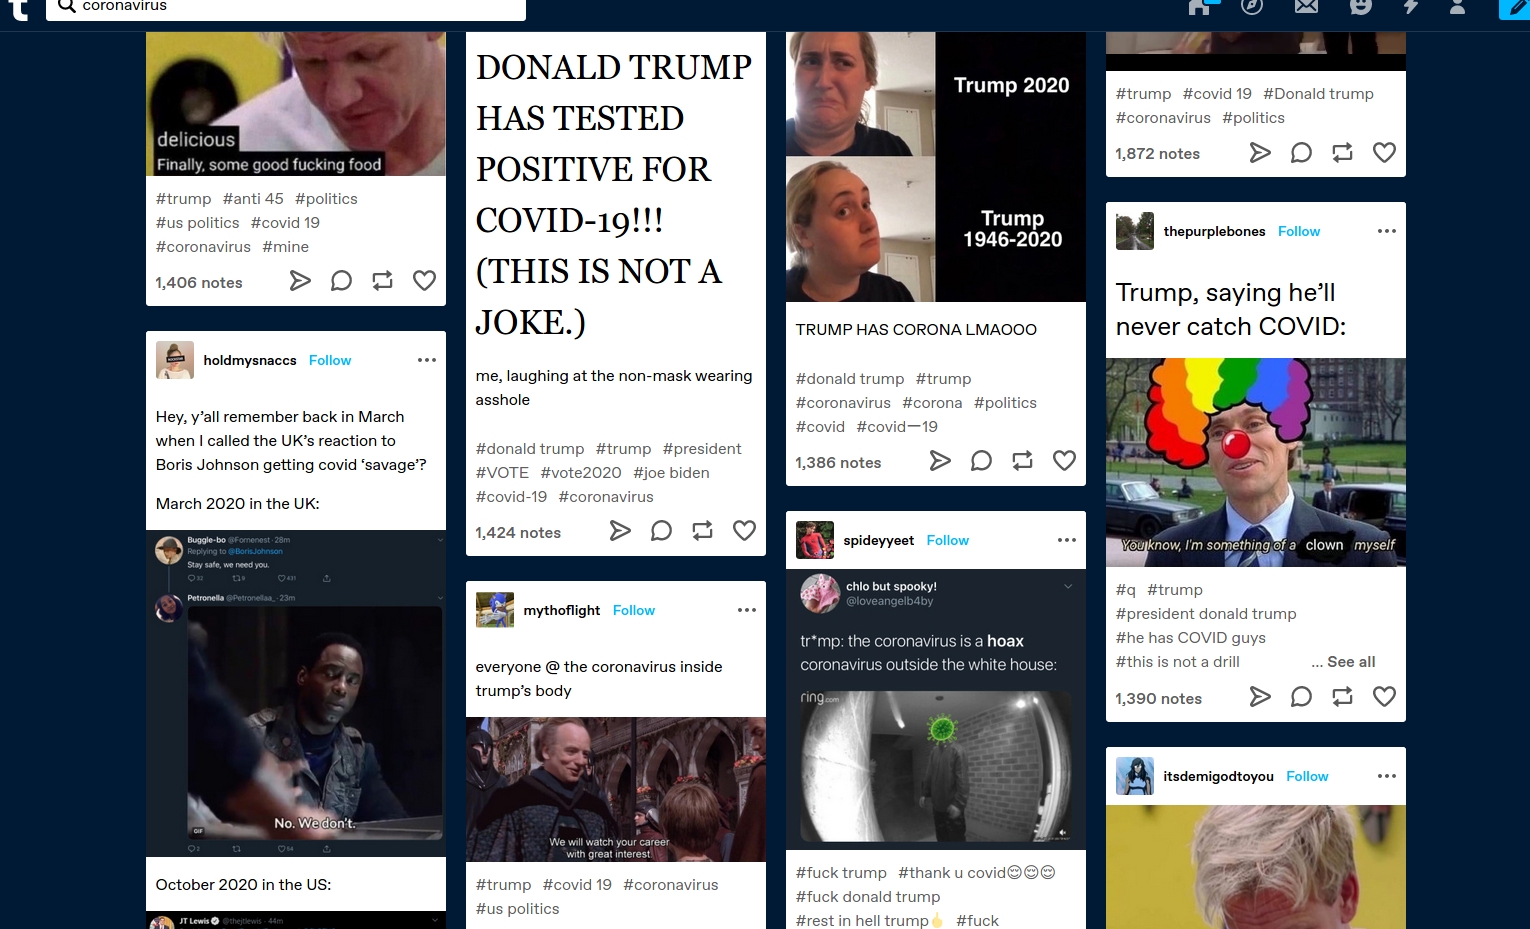 coronavirus
delicious
Finally, some good fucking food
#trump #anti 45 #politics
#us politics #covid 19
#coronavirus #mine
1,406 notes
holdmysnaccs Follow
Hey, y’all remember back in March
when I called the UK’s reaction to
Boris Johnson getting covid ‘savage’?
March 2020 in the UK:
Buggle-bo @Fornenest · 28m
Replying to @BorisJohnson
Stay safe, we need you.
32 8 431
Petronella @Petronellaa_ · 23m
No. We don't.
GIF
2 54
October 2020 in the US:
JT Lewis @thejtlewis · 44m
DONALD TRUMP
HAS TESTED
POSITIVE FOR
COVID-19!!!
(THIS IS NOT A
JOKE.)
me, laughing at the non-mask wearing
asshole
#donald trump #trump #president
#VOTE #vote2020 #joe biden
#covid-19 #coronavirus
1,424 notes
mythoflight Follow
everyone @ the coronavirus inside
trump’s body
We will watch your career
with great interest
#trump #covid 19 #coronavirus
#us politics
Trump 2020
Trump
1946-2020
TRUMP HAS CORONA LMAOOO
#donald trump #trump
#coronavirus #corona #politics
#covid #covid—19
1,386 notes
spideyyeet Follow
chlo but spooky!
@loveangelb4by
tr*mp: the coronavirus is a hoax
coronavirus outside the white house:
ring.com
#fuck trump #thank u covid😌😌😌
#fuck donald trump
#rest in hell trump🖕 #fuck
#trump #covid 19 #Donald trump
#coronavirus #politics
1,872 notes
thepurplebones Follow
Trump, saying he’ll
never catch COVID:
You know, I'm something of a clown myself
#q #trump
#president donald trump
#he has COVID guys
#this is not a drill ... See all
1,390 notes
itsdemigodtoyou Follow